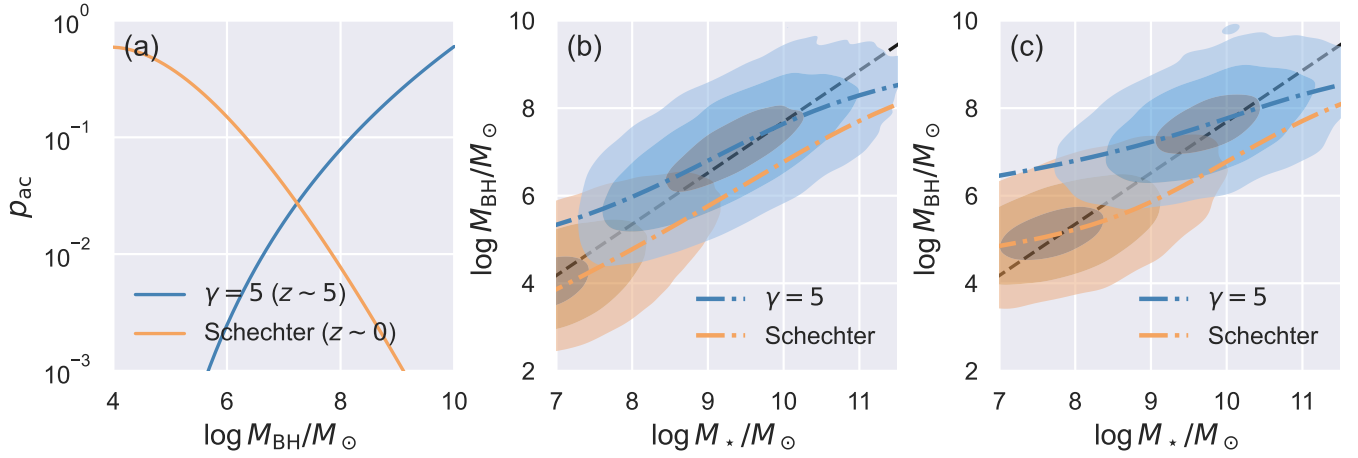 (a)
10⁰
10⁻¹
10⁻²
10⁻³
p_ac
γ = 5 (z ∼ 5)
Schechter (z ∼ 0)
4 6 8 10
log M_BH/M_⊙
(b)
10
8
6
4
2
log M_BH/M_⊙
γ = 5
Schechter
7 8 9 10 11
log M_⋆/M_⊙
(c)
10
8
6
4
2
log M_BH/M_⊙
γ = 5
Schechter
7 8 9 10 11
log M_⋆/M_⊙